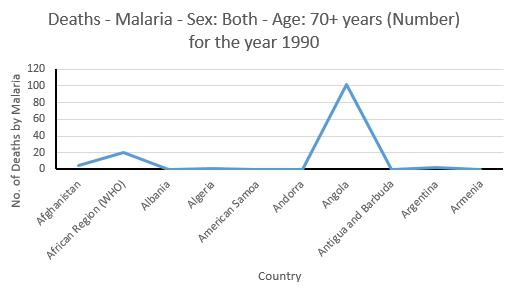 Deaths - Malaria - Sex: Both - Age: 70+ years (Number)
for the year 1990
No. of Deaths by Malaria
120
100
80
60
40
20
0
Afghanistan
African Region (WHO)
Albania
Algeria
American Samoa
Andorra
Angola
Antigua and Barbuda
Argentina
Armenia
Country